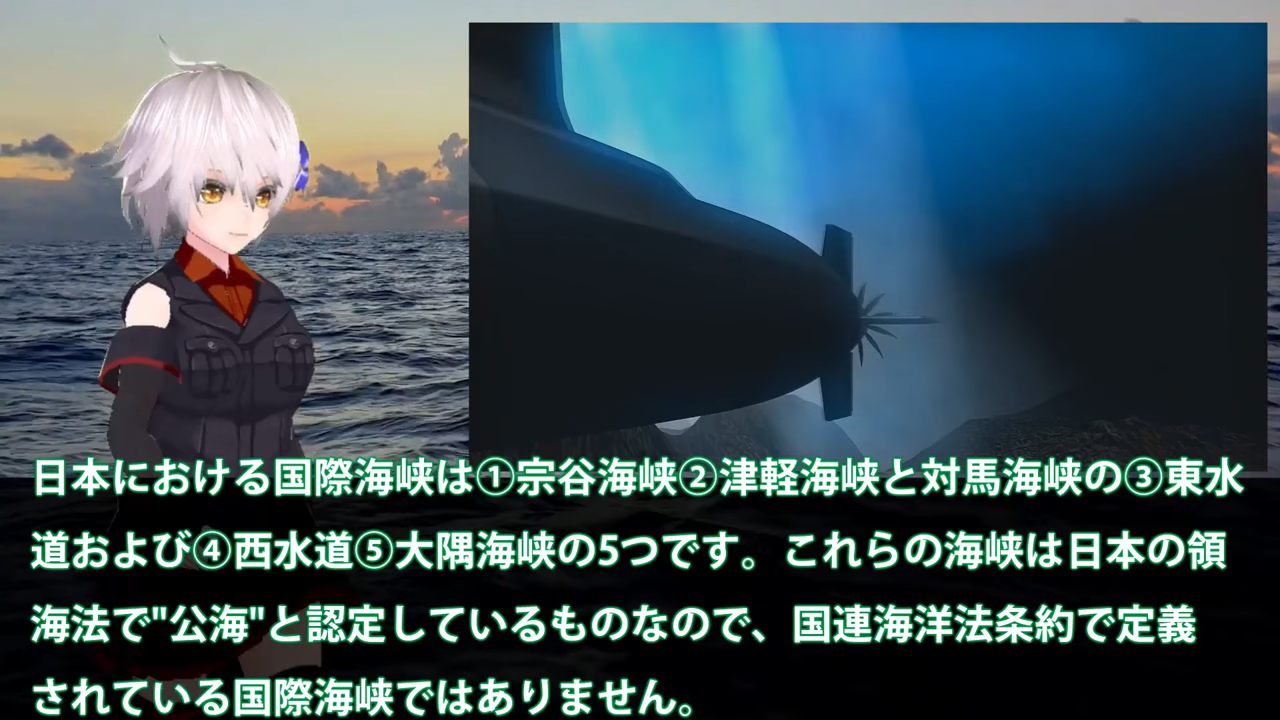 日本における国際海峡は①宗谷海峡②津軽海峡と対馬海峡の③東水
道および④西水道⑤大隅海峡の5つです。これらの海峡は日本の領
海法で"公海"と認定しているものなので、国連海洋法条約で定義
されている国際海峡ではありません。